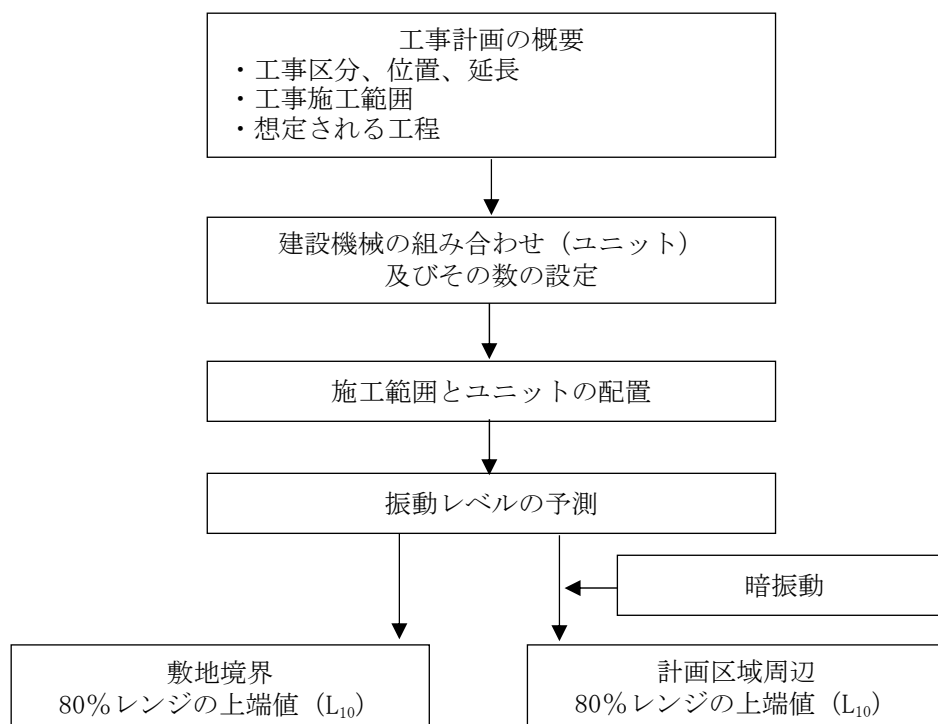 工事計画の概要
・工事区分、位置、延長
・工事施工範囲
・想定される工程
建設機械の組み合わせ（ユニット）
及びその数の設定
施工範囲とユニットの配置
振動レベルの予測
暗振動
敷地境界
80％レンジの上端値（L10）
計画区域周辺
80％レンジの上端値（L10）